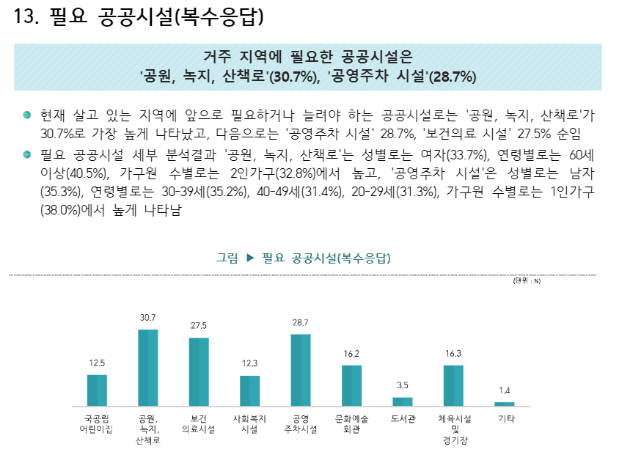 13. 필요 공공시설(복수응답)
거주 지역에 필요한 공공시설은
'공원, 녹지, 산책로'(30.7%), '공영주차 시설'(28.7%)
현재 살고 있는 지역에 앞으로 필요하거나 늘려야 하는 공공시설로는 '공원, 녹지, 산책로'가
30.7%로 가장 높게 나타났고, 다음으로는 '공영주차 시설' 28.7%, '보건의료 시설' 27.5% 순임
필요 공공시설 세부 분석결과 '공원, 녹지, 산책로'는 성별로는 여자(33.7%), 연령별로는 60세
이상(40.5%), 가구원 수별로는 2인가구(32.8%)에서 높고, '공영주차 시설'은 성별로는 남자
(35.3%), 연령별로는 30-39세(35.2%), 40-49세(31.4%), 20-29세(31.3%), 가구원 수별로는 1인가구
(38.0%)에서 높게 나타남
그림 ▶ 필요 공공시설(복수응답)
(단위 : %)
12.5
30.7
27.5
12.3
28.7
16.2
3.5
16.3
1.4
국공립
어린이집
공원,
녹지,
산책로
보건
의료시설
사회복지
시설
공영
주차시설
문화예술
회관
도서관
체육시설
및
경기장
기타